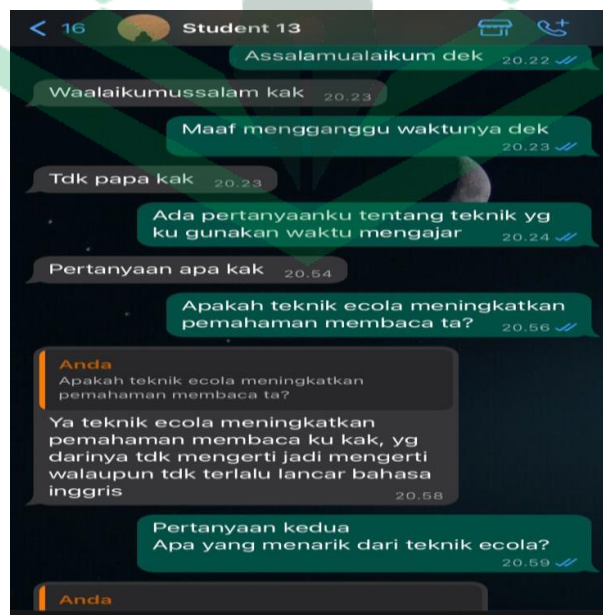 16 Student 13
Assalamualaikum dek 20.22
Waalaikumussalam kak 20.23
Maaf mengganggu waktunya dek
20.23
Tdk papa kak 20.23
Ada pertanyaanku tentang teknik yg
ku gunakan waktu mengajar 20.24
Pertanyaan apa kak 20.54
Apakah teknik ecola meningkatkan
pemahaman membaca ta? 20.56
Anda
Apakah teknik ecola meningkatkan
pemahaman membaca ta?
Ya teknik ecola meningkatkan
pemahaman membaca ku kak, yg
darinya tdk mengerti jadi mengerti
walaupun tdk terlalu lancar bahasa
inggris 20.58
Pertanyaan kedua
Apa yang menarik dari teknik ecola?
20.59
Anda